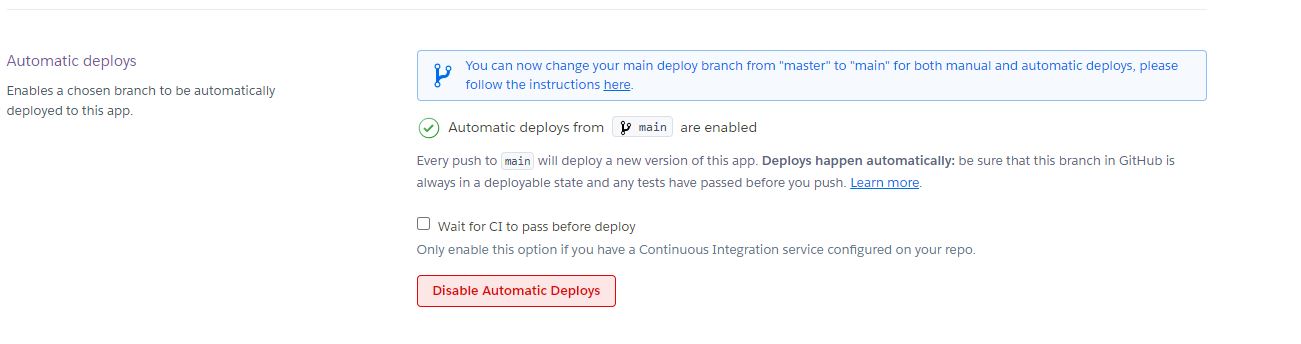 Automatic deploys
Enables a chosen branch to be automatically
deployed to this app.
You can now change your main deploy branch from "master" to "main" for both manual and automatic deploys, please
follow the instructions here.
Automatic deploys from main are enabled
Every push to main will deploy a new version of this app. Deploys happen automatically: be sure that this branch in GitHub is
always in a deployable state and any tests have passed before you push. Learn more.
Wait for CI to pass before deploy
Only enable this option if you have a Continuous Integration service configured on your repo.
Disable Automatic Deploys